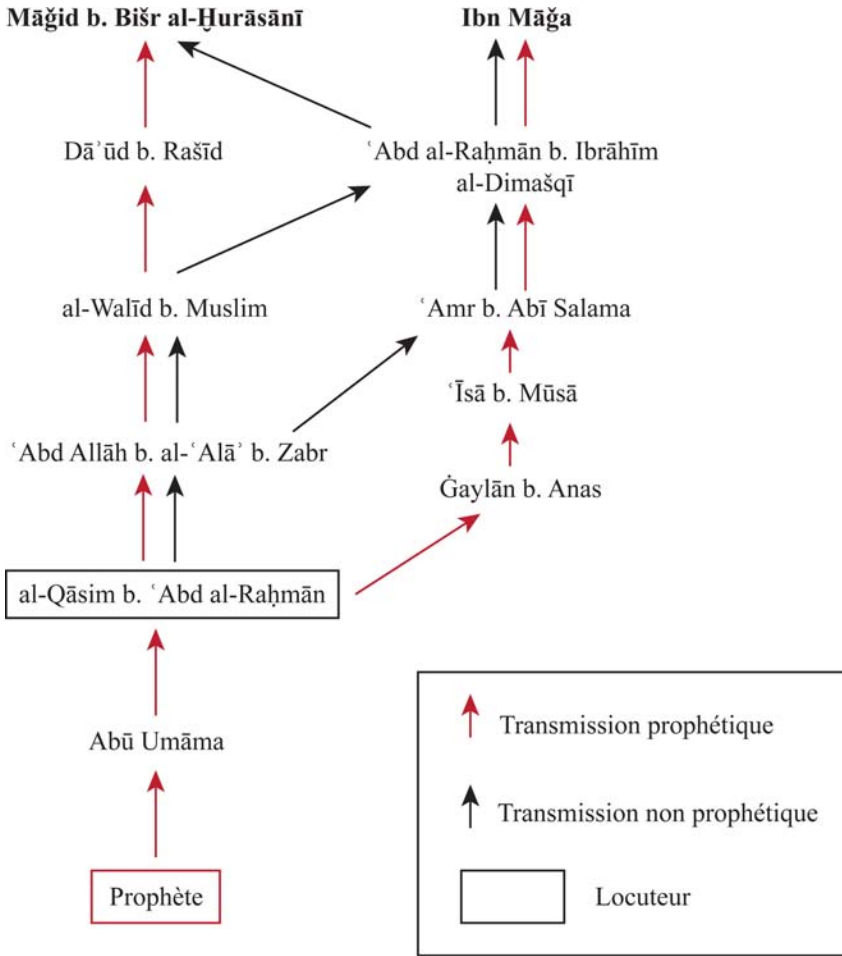 Māǧid b. Bišr al-Ḫurāsānī
Ibn Māǧa
Dāʾūd b. Rašīd
ʿAbd al-Raḥmān b. Ibrāhīm
al-Dimašqī
al-Walīd b. Muslim
ʿAmr b. Abī Salama
ʿĪsā b. Mūsā
ʿAbd Allāh b. al-ʿAlāʾ b. Zabr
Ġaylān b. Anas
al-Qāsim b. ʿAbd al-Raḥmān
Abū Umāma
Prophète
Transmission prophétique
Transmission non prophétique
Locuteur